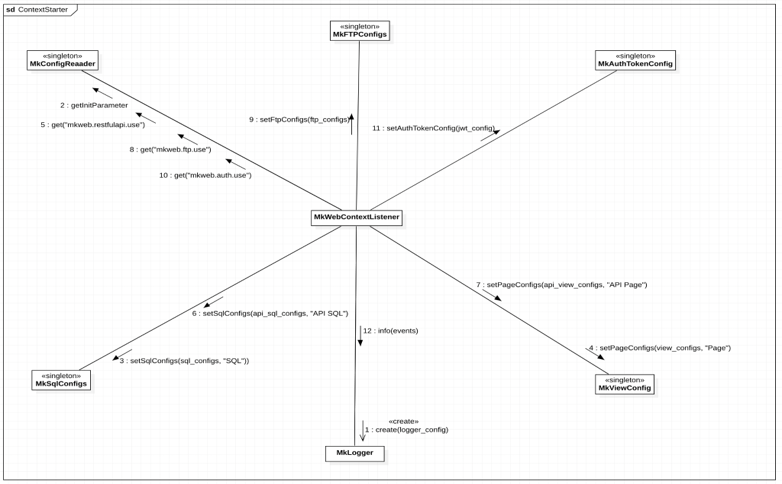 sd ContextStarter
«singleton»
MkFTPConfigs
«singleton»
MkConfigReaader
«singleton»
MkAuthTokenConfig
2 : getInitParameter
5 : get("mkweb.restfulapi.use")
8 : get("mkweb.ftp.use")
10 : get("mkweb.auth.use")
9 : setFtpConfigs(ftp_configs)
11 : setAuthTokenConfig(jwt_config)
MkWebContextListener
7 : setPageConfigs(api_view_configs, "API Page")
6 : setSqlConfigs(api_sql_configs, "API SQL")
12 : info(events)
4 : setPageConfigs(view_configs, "Page")
3 : setSqlConfigs(sql_configs, "SQL"))
«singleton»
MkSqlConfigs
«singleton»
MkViewConfig
«create»
1 : create(logger_config)
MkLogger